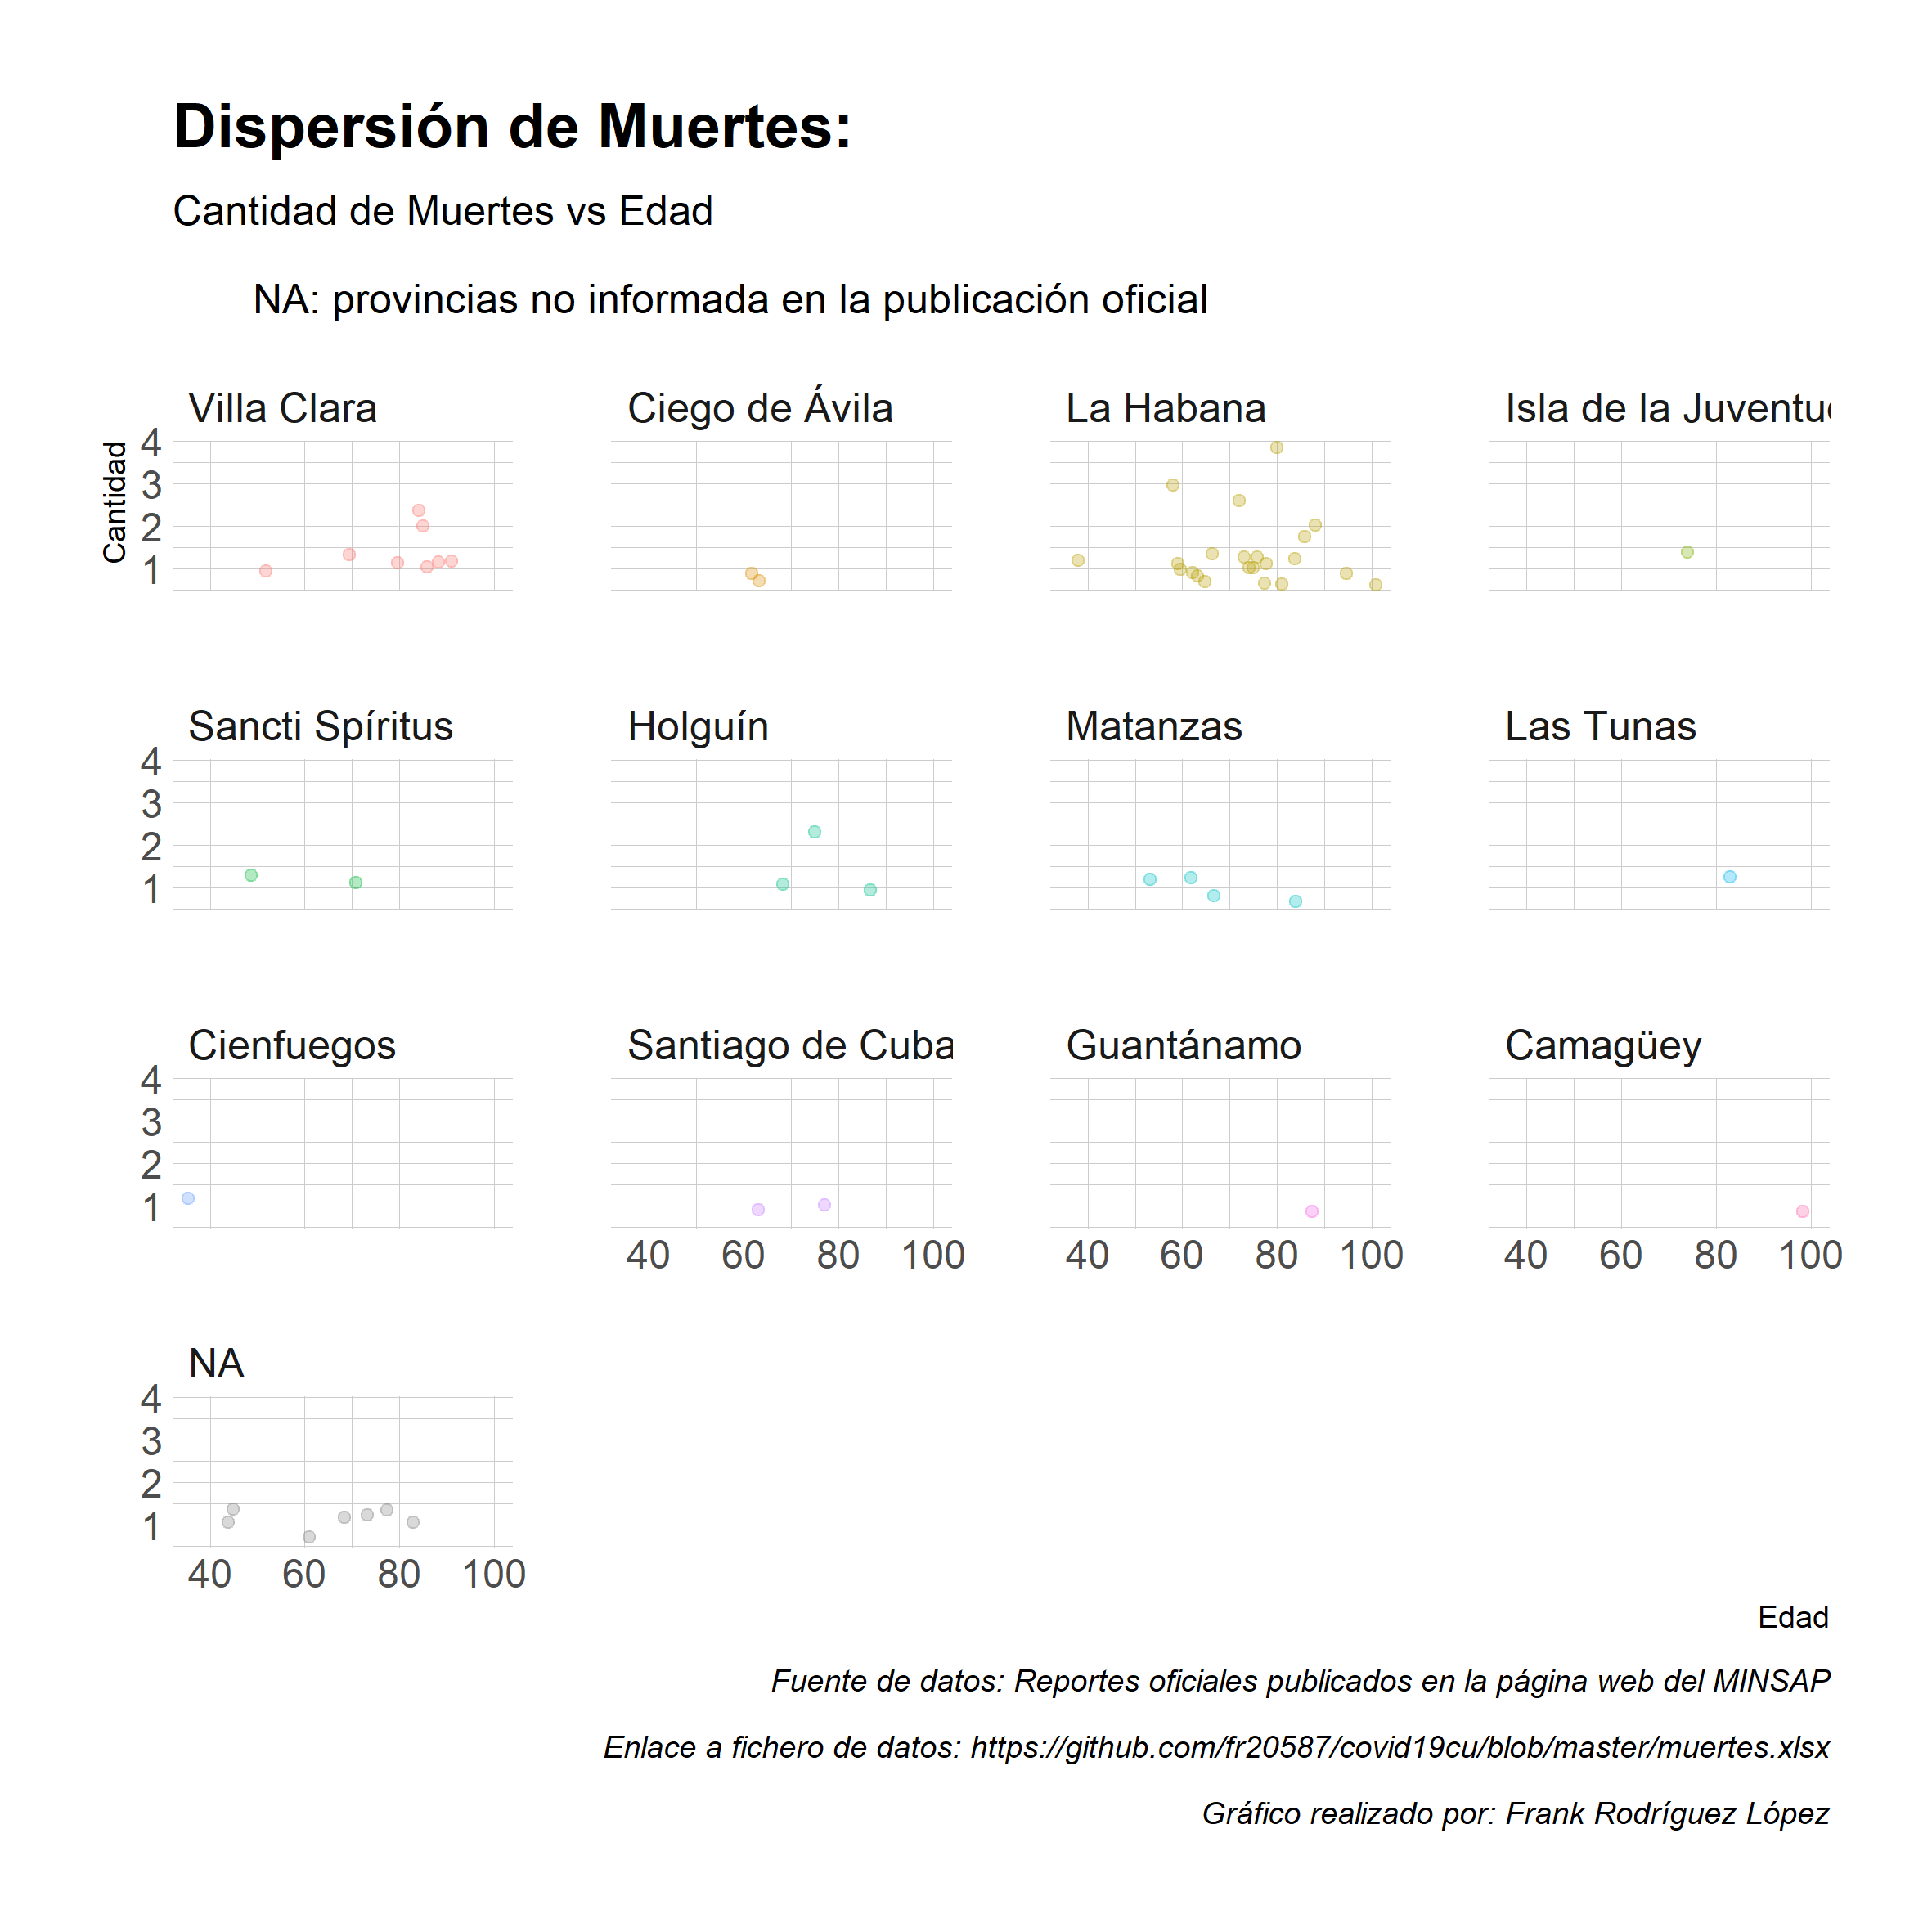 Dispersión de Muertes:
Cantidad de Muertes vs Edad
NA: provincias no informada en la publicación oficial
Villa Clara
Ciego de Ávila
La Habana
Isla de la Juventu
Cantidad
4
3
2
1
Sancti Spíritus
Holguín
Matanzas
Las Tunas
4
3
2
1
Cienfuegos
Santiago de Cuba
Guantánamo
Camagüey
4
3
2
1
40 60 80 100
40 60 80 100
40 60 80 100
NA
4
3
2
1
40 60 80 100
Edad
Fuente de datos: Reportes oficiales publicados en la página web del MINSAP
Enlace a fichero de datos: https://github.com/fr20587/covid19cu/blob/master/muertes.xlsx
Gráfico realizado por: Frank Rodríguez López